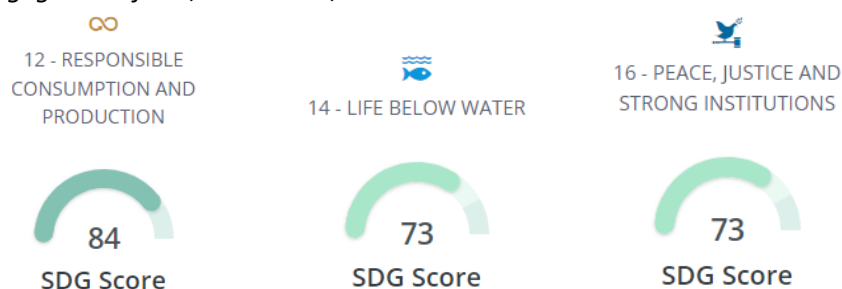 12 - RESPONSIBLE
CONSUMPTION AND
PRODUCTION
84
SDG Score
14 - LIFE BELOW WATER
73
SDG Score
16 - PEACE, JUSTICE AND
STRONG INSTITUTIONS
73
SDG Score